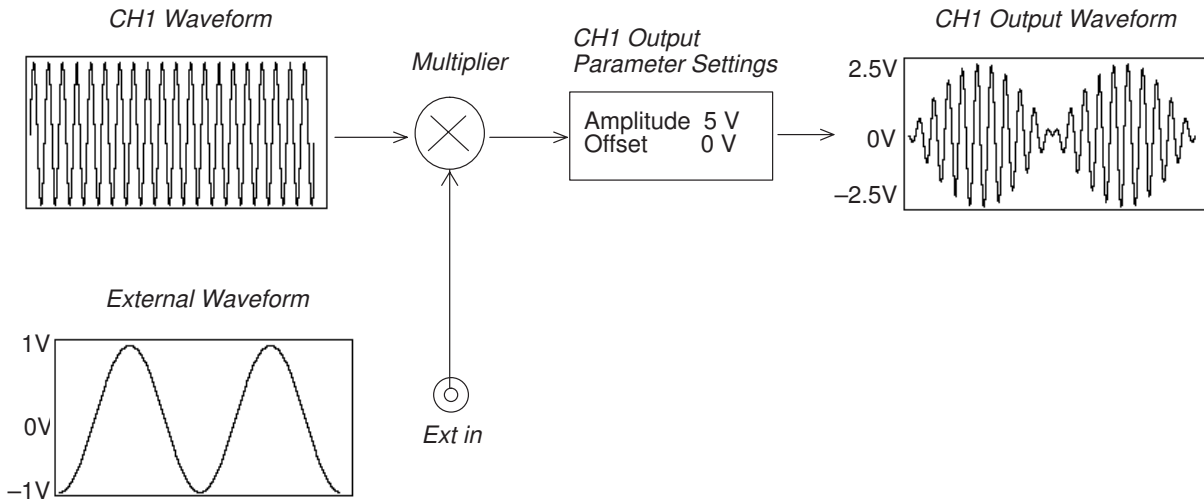 CH1 Waveform
Multiplier
CH1 Output
Parameter Settings
Amplitude 5 V
Offset 0 V
CH1 Output Waveform
2.5V
0V
–2.5V
External Waveform
1V
0V
–1V
Ext in